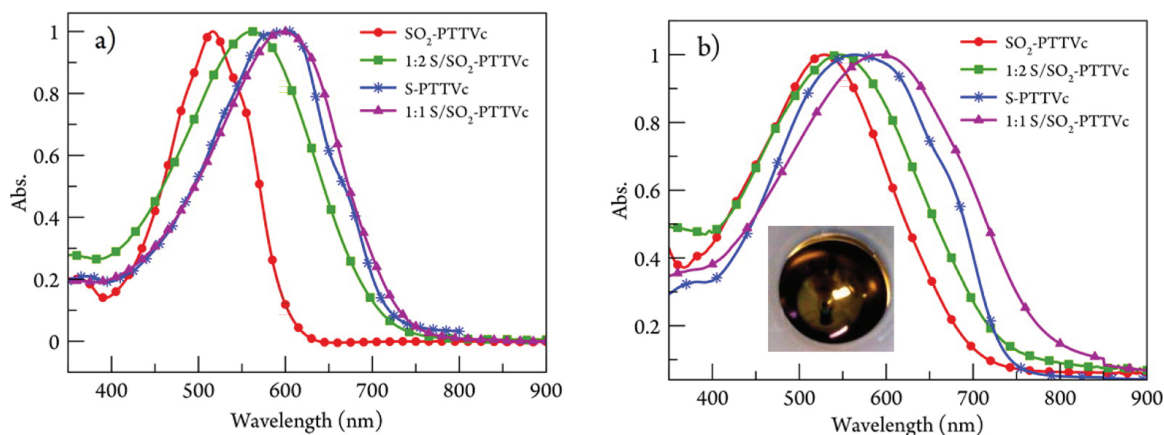 a)
SO₂-PTTVc
1:2 S/SO₂-PTTVc
S-PTTVc
1:1 S/SO₂-PTTVc
1
0.8
0.6
0.4
0.2
0
Abs.
400 500 600 700 800 900
Wavelength (nm)
b)
SO₂-PTTVc
1:2 S/SO₂-PTTVc
S-PTTVc
1:1 S/SO₂-PTTVc
1
0.8
0.6
0.4
0.2
Abs.
400 500 600 700 800 900
Wavelength (nm)